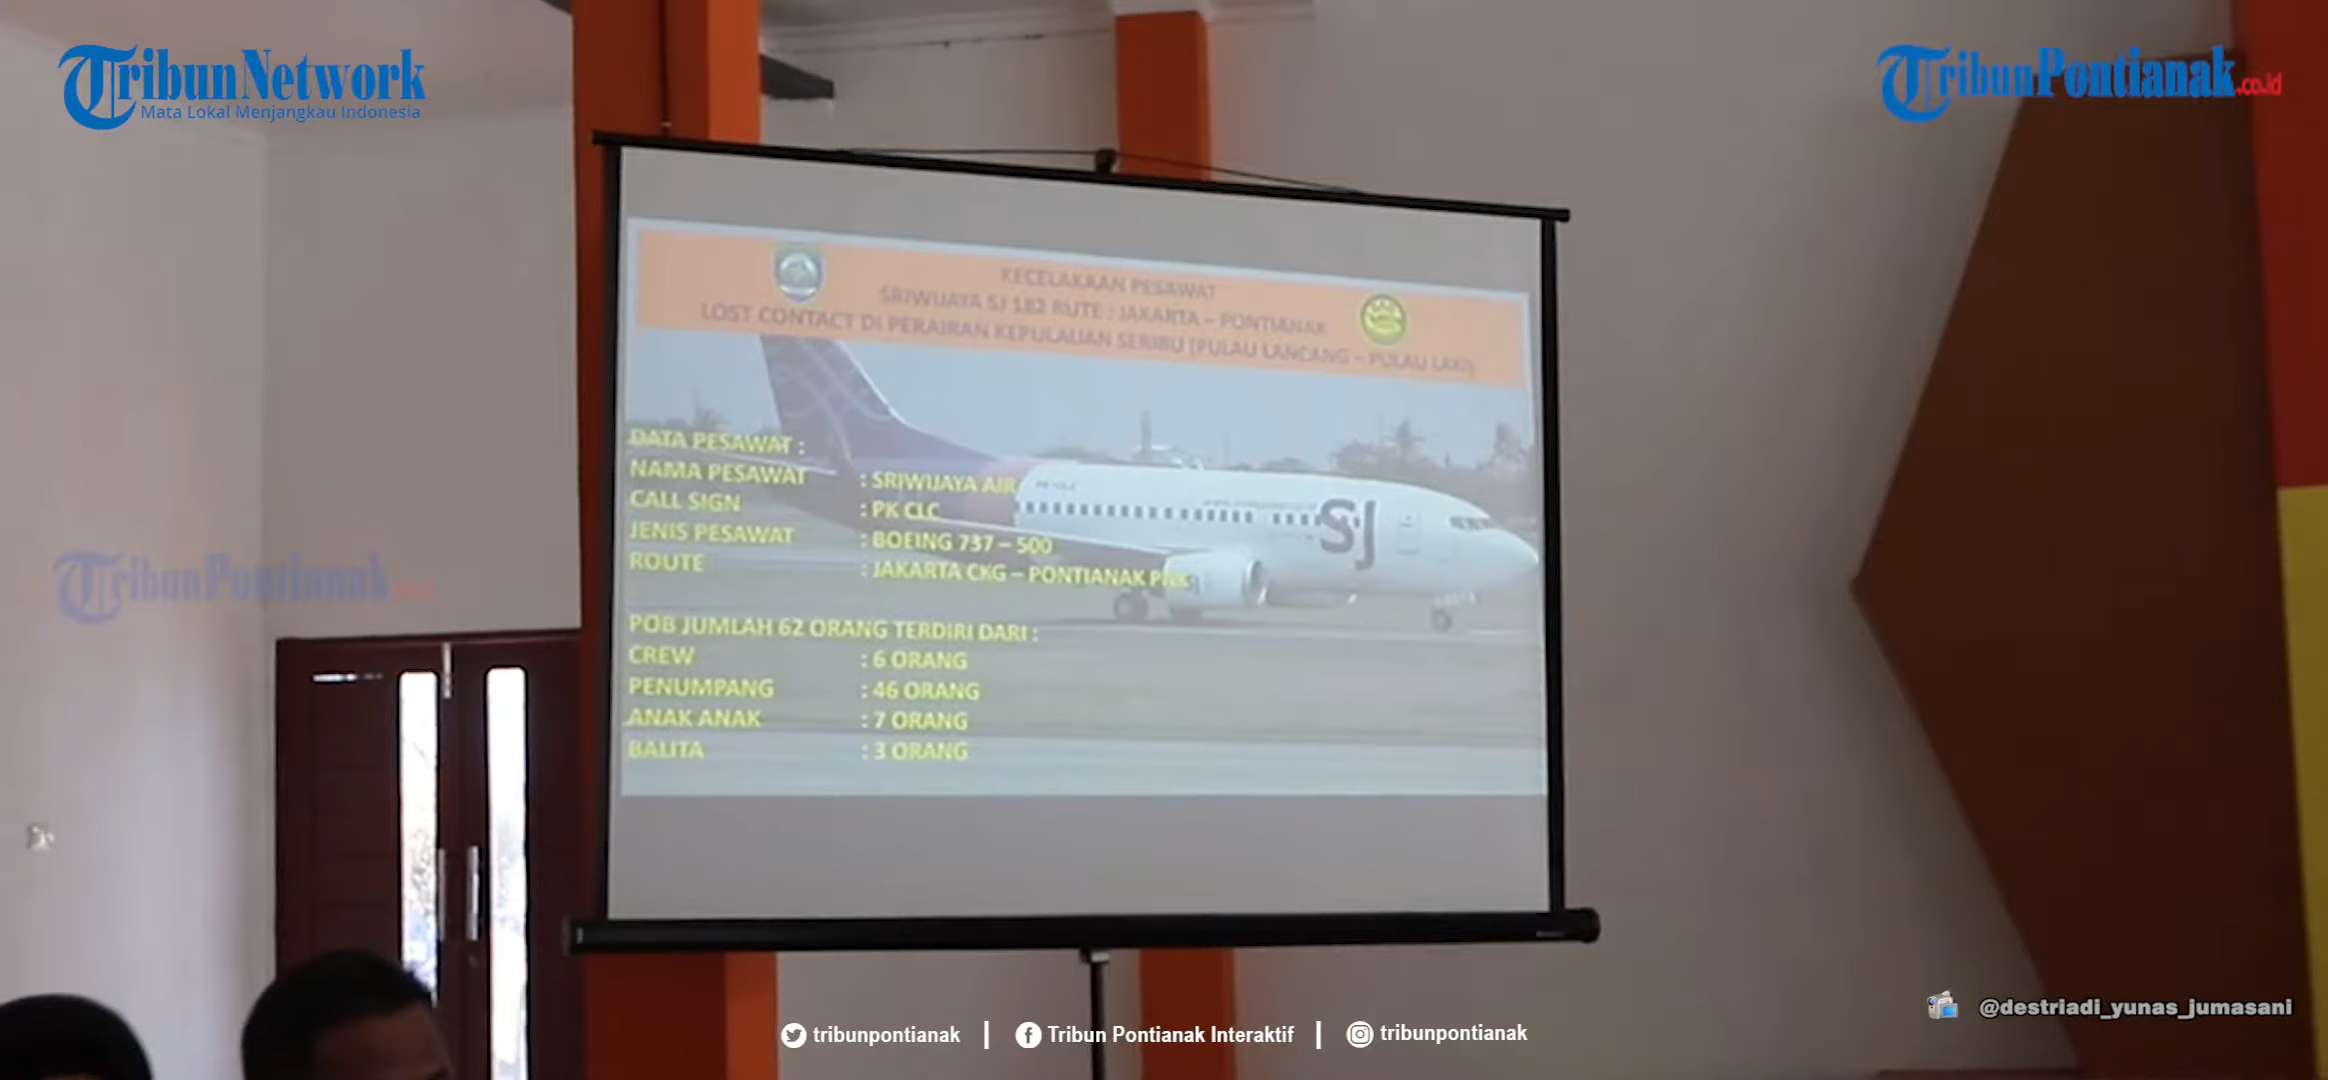 TribunNetwork
Mata Lokal Menjangkau Indonesia
TribunPontianak.co.id
KECELAKAAN PESAWAT
SRIWIJAYA SJ 182 RUTE : JAKARTA – PONTIANAK
LOST CONTACT DI PERAIRAN KEPULAUAN SERIBU (PULAU LANCANG – PULAU LAKI)
DATA PESAWAT :
NAMA PESAWAT : SRIWIJAYA AIR
CALL SIGN : PK CLC
JENIS PESAWAT : BOEING 737 – 500
ROUTE : JAKARTA CKG – PONTIANAK PNK
SJ
POB JUMLAH 62 ORANG TERDIRI DARI :
CREW : 6 ORANG
PENUMPANG : 46 ORANG
ANAK ANAK : 7 ORANG
BALITA : 3 ORANG
TribunPontianak.co.id
@destriadi_yunas_jumasani
tribunpontianak | Tribun Pontianak Interaktif | tribunpontianak